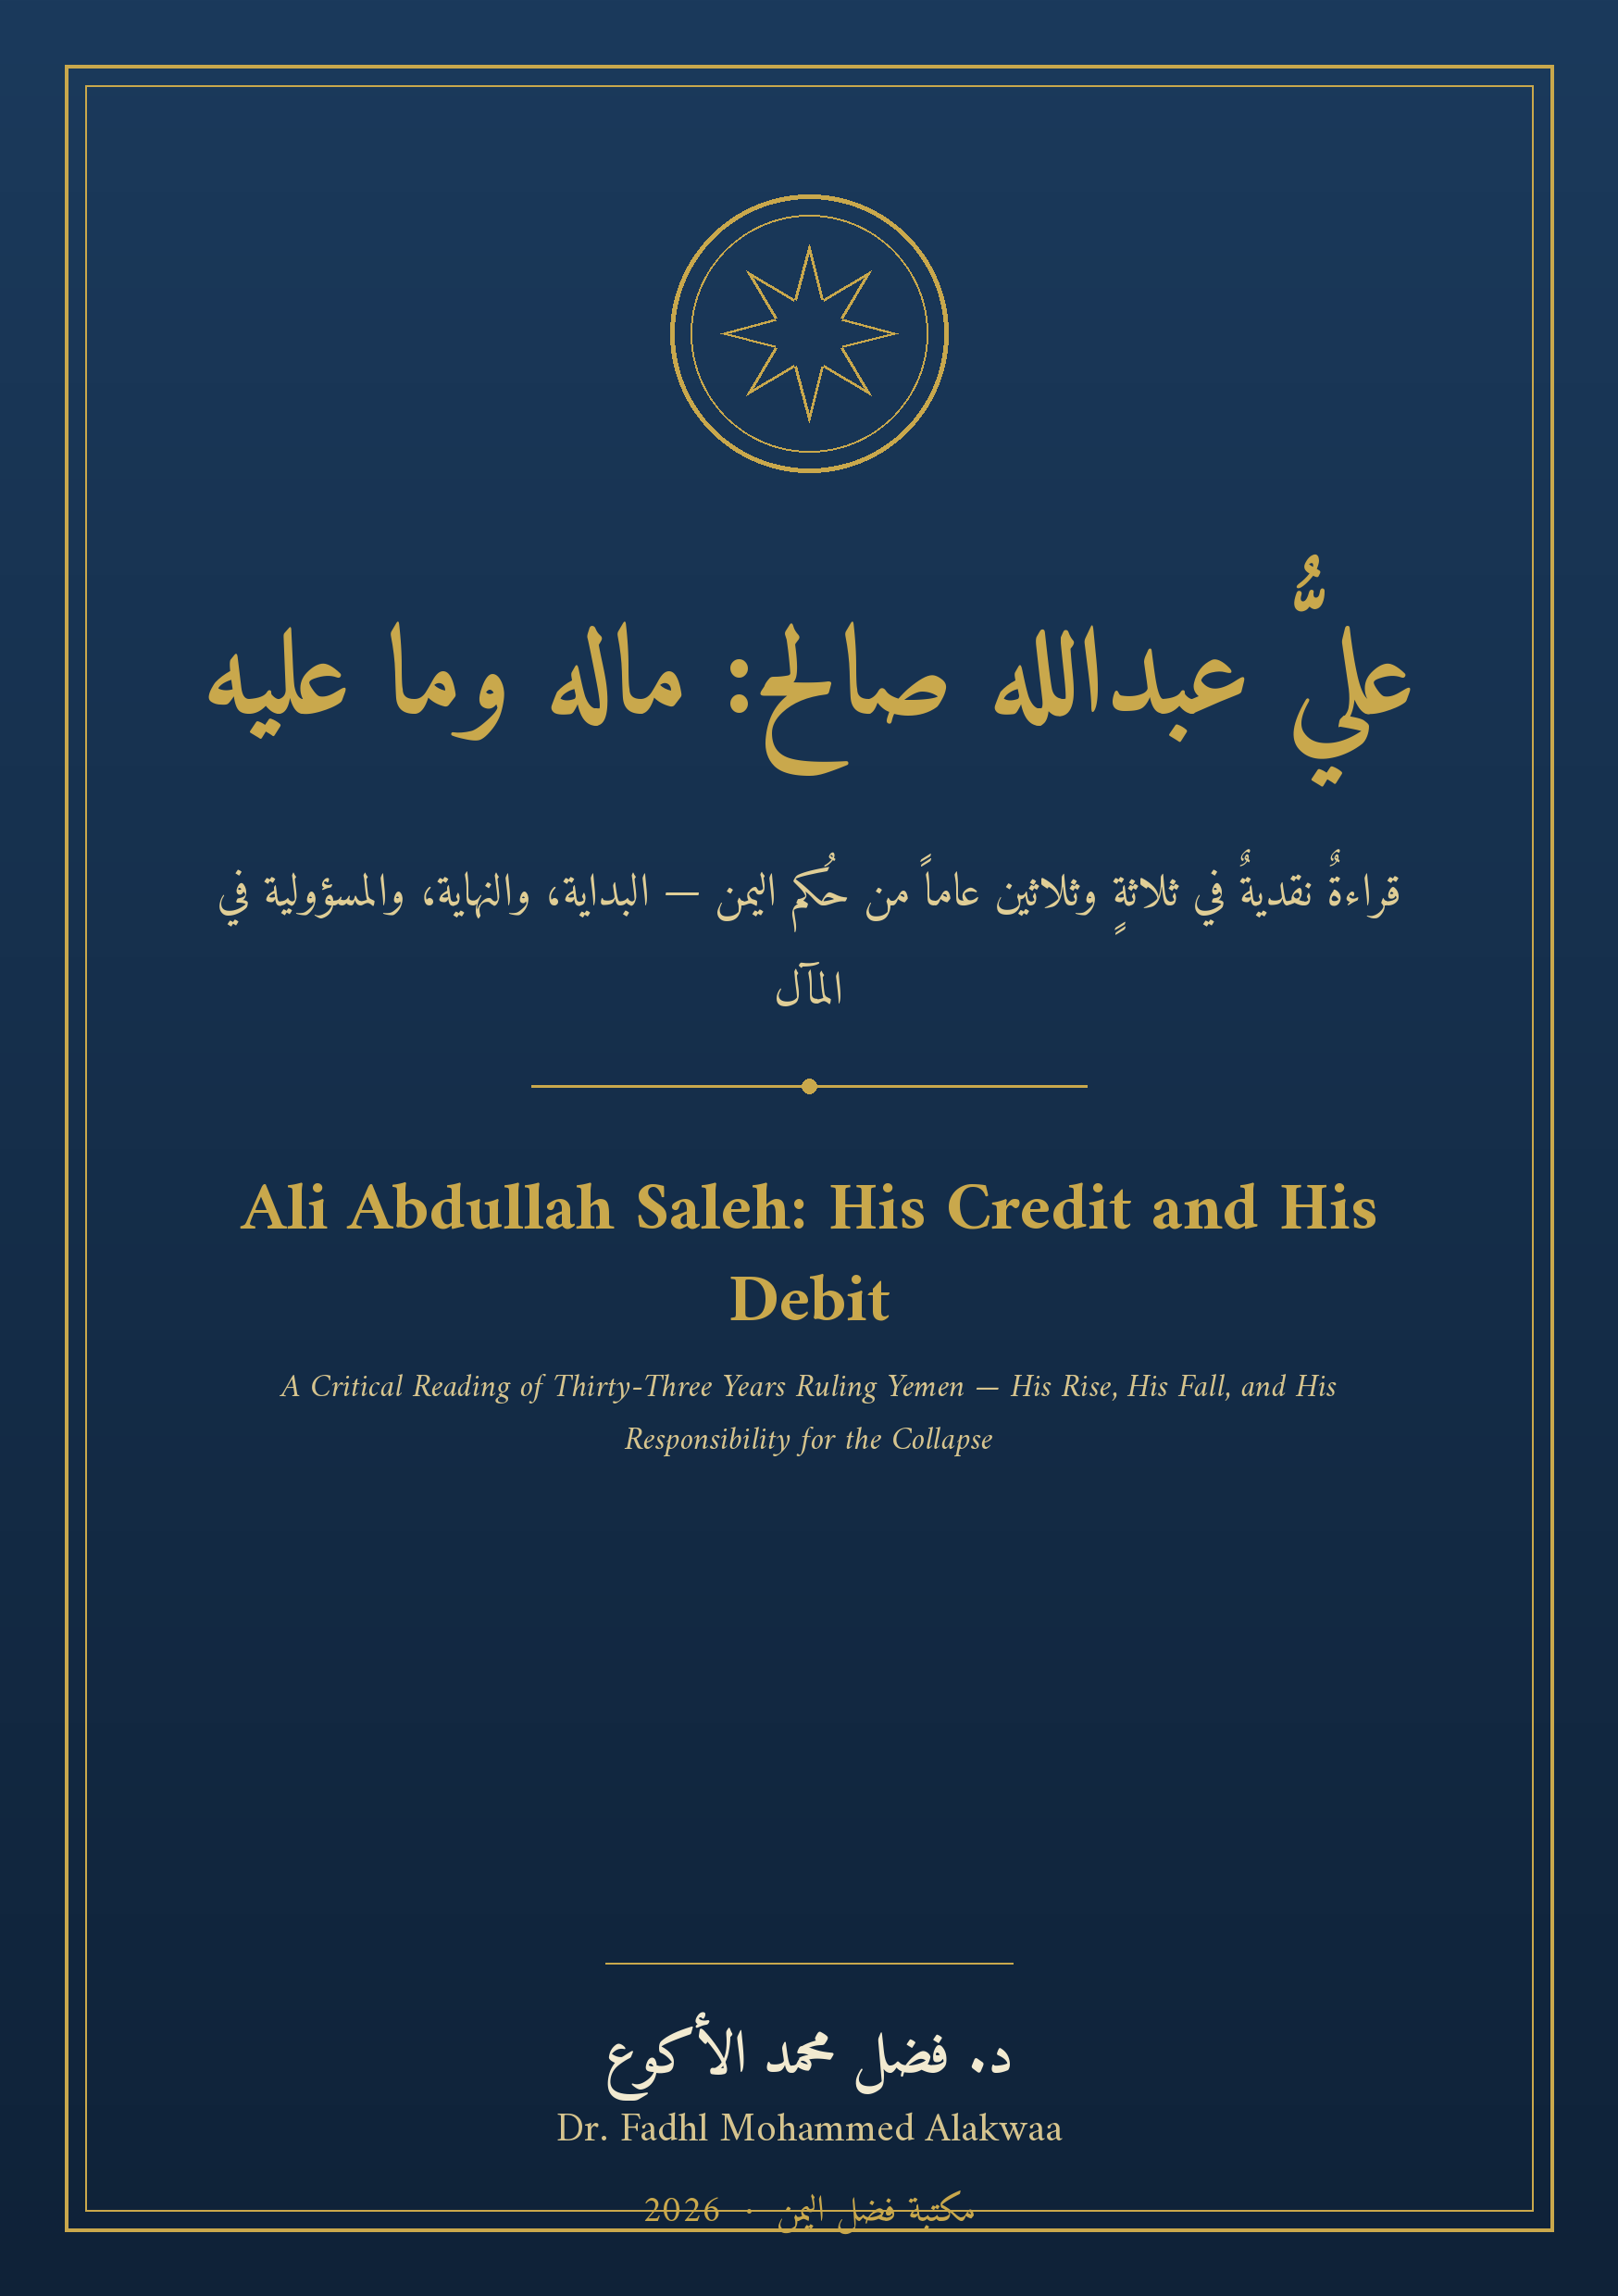 عليُّ عبدالله صالح: ماله وما عليه
قراءةٌ نقديةٌ في ثلاثةٍ وثلاثين عاماً من حُكم اليمن — البداية، والنهاية، والمسؤولية في
المآل
Ali Abdullah Saleh: His Credit and His
Debit
A Critical Reading of Thirty-Three Years Ruling Yemen — His Rise, His Fall, and His
Responsibility for the Collapse
د. فضل محمد الأكوع
Dr. Fadhl Mohammed Alakwaa
مكتبة فضل اليمن · 2026